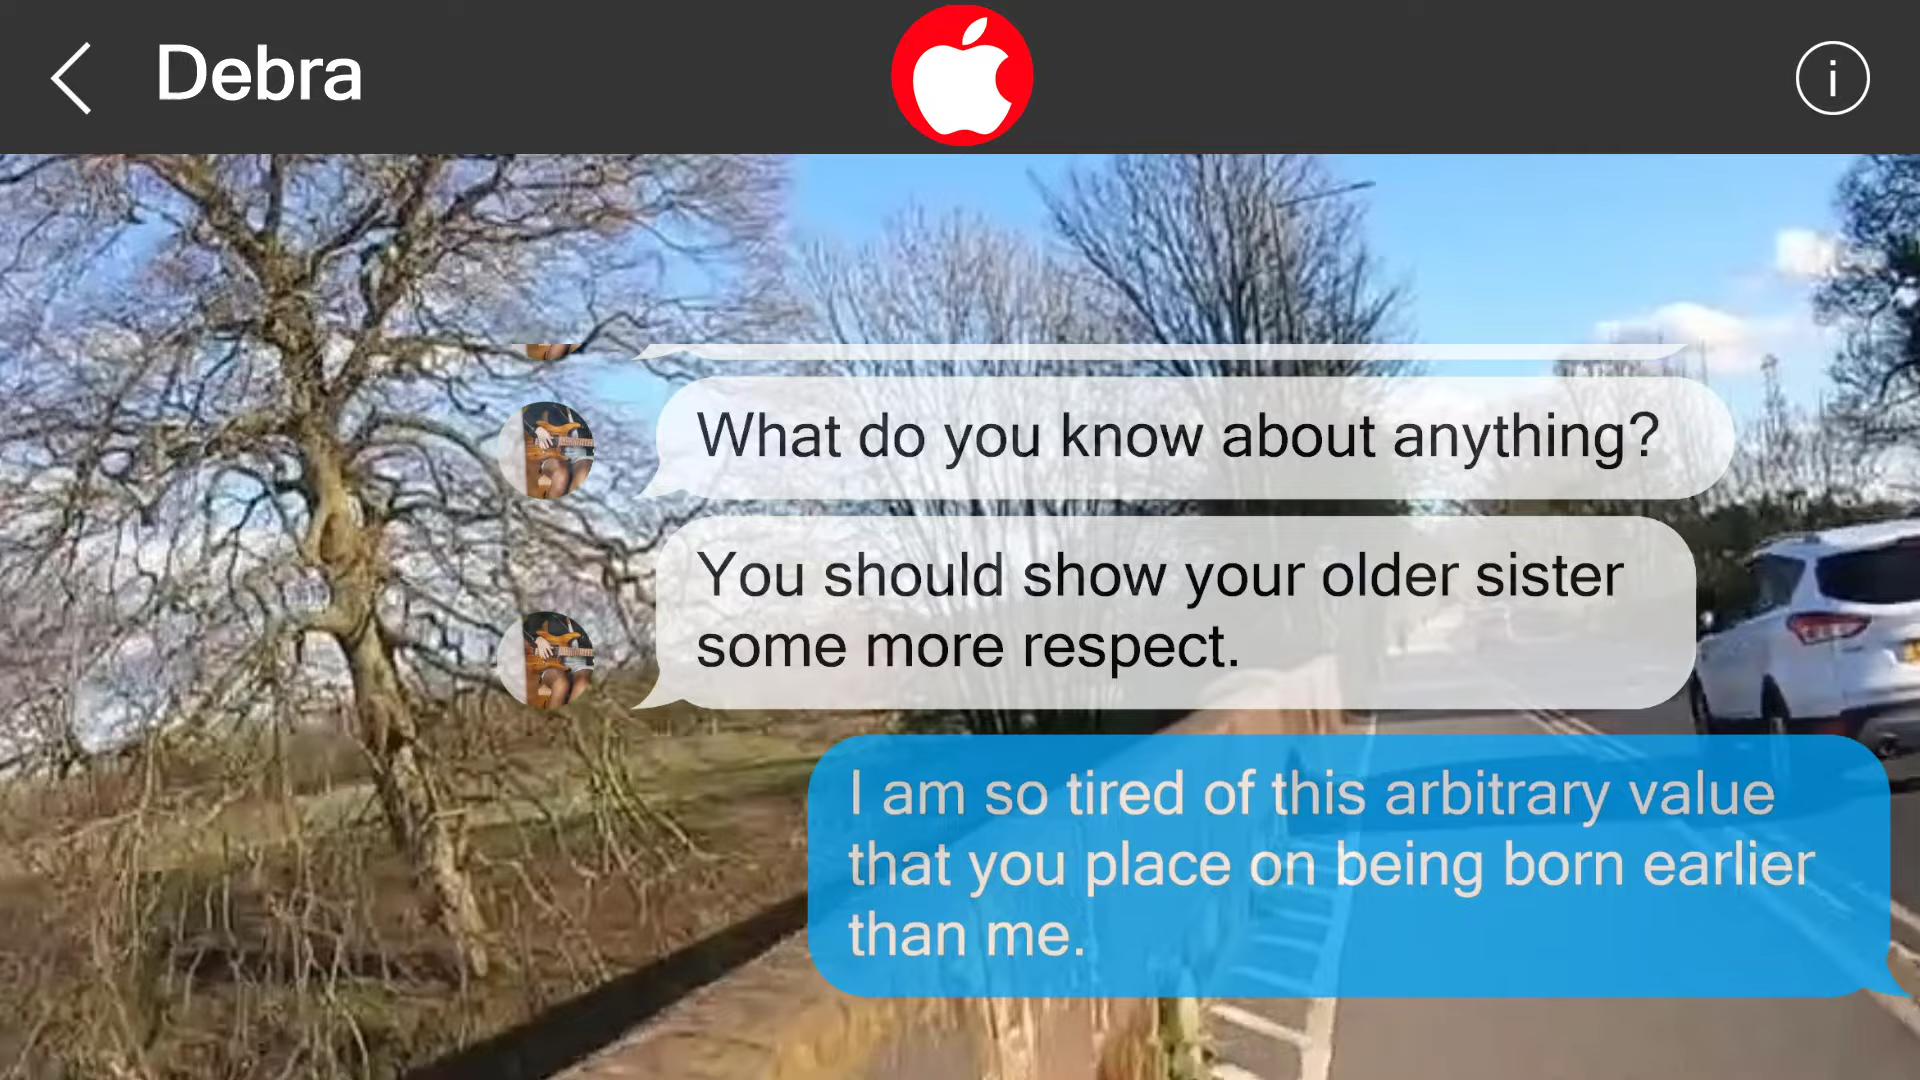 Debra
What do you know about anything?
You should show your older sister
some more respect.
I am so tired of this arbitrary value
that you place on being born earlier
than me.